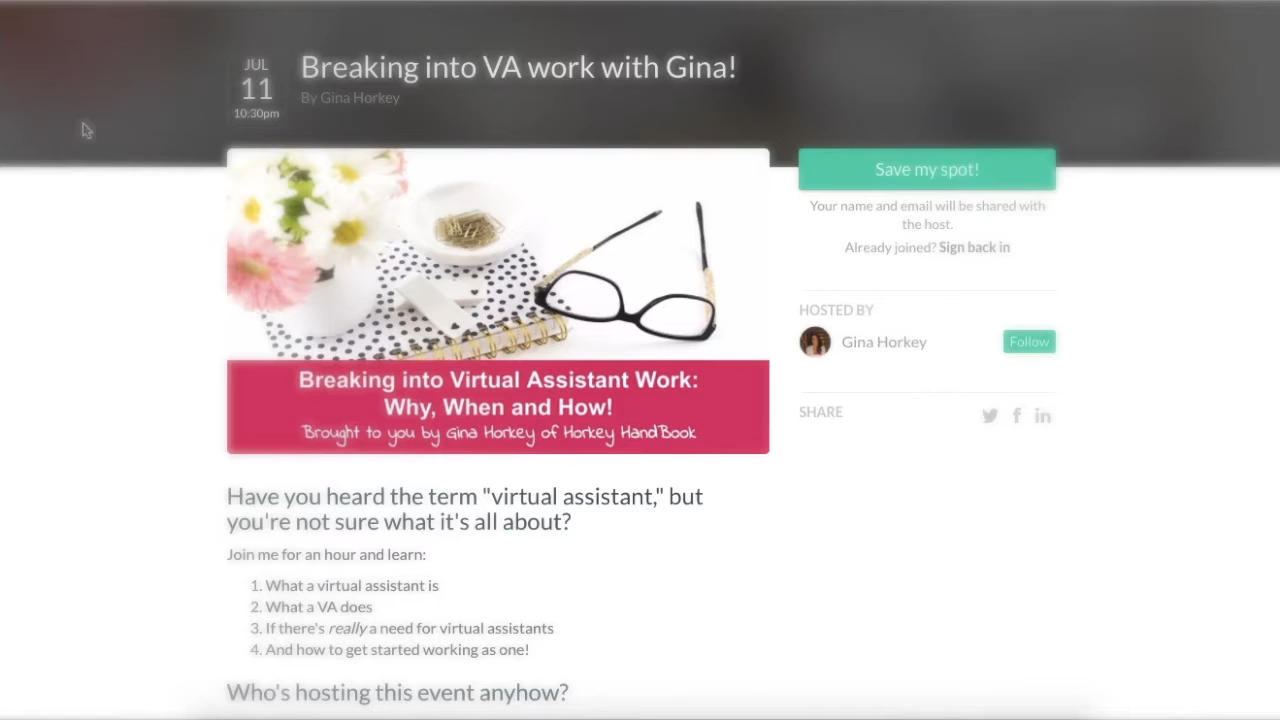 JUL
11
10:30pm
Breaking into VA work with Gina!
By Gina Horkey
Breaking into Virtual Assistant Work:
Why, When and How!
Brought to you by Gina Horkey of Horkey HandBook
Save my spot!
Your name and email will be shared with
the host.
Already joined? Sign back in
HOSTED BY
Gina Horkey
Follow
SHARE
Have you heard the term "virtual assistant," but
you're not sure what it's all about?
Join me for an hour and learn:
1. What a virtual assistant is
2. What a VA does
3. If there's really a need for virtual assistants
4. And how to get started working as one!
Who's hosting this event anyhow?